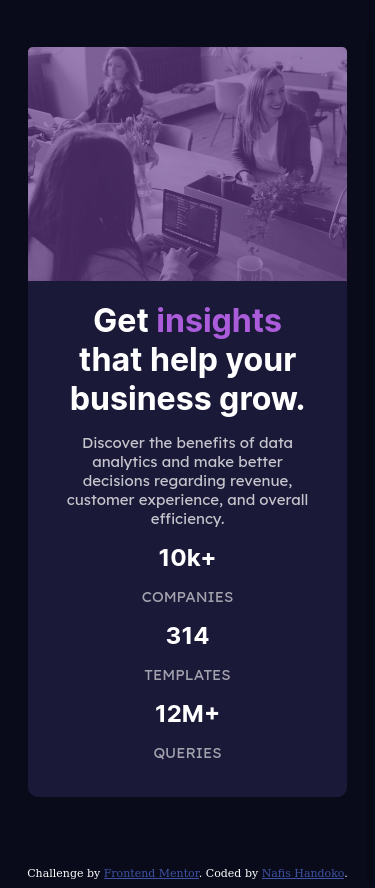 Get insights
that help your
business grow.
Discover the benefits of data
analytics and make better
decisions regarding revenue,
customer experience, and overall
efficiency.
10k+
COMPANIES
314
TEMPLATES
12M+
QUERIES
Challenge by Frontend Mentor. Coded by Nafis Handoko.